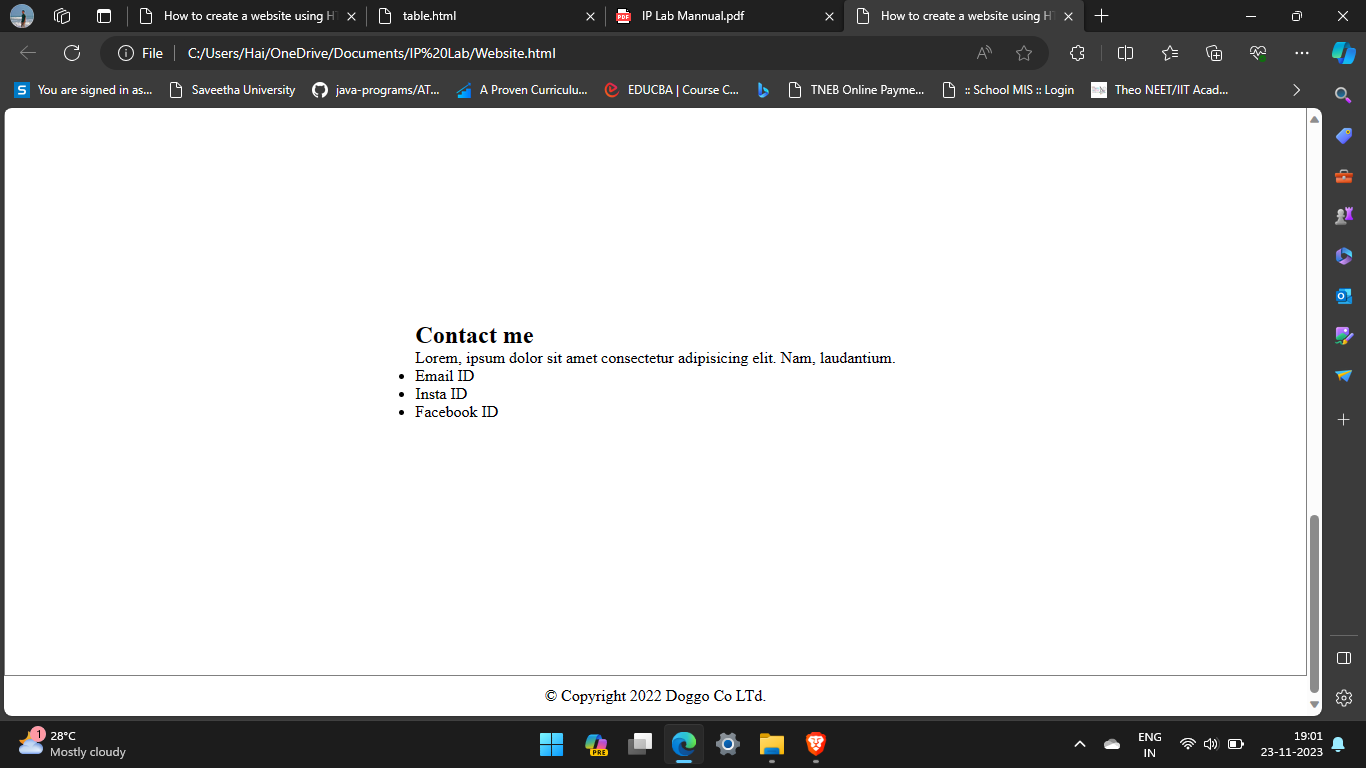 How to create a website using HT
table.html
IP Lab Mannual.pdf
How to create a website using HT
File
C:/Users/Hai/OneDrive/Documents/IP%20Lab/Website.html
You are signed in as...
Saveetha University
java-programs/AT...
A Proven Curriculu...
EDUCBA | Course C...
TNEB Online Payme...
:: School MIS :: Login
Theo NEET/IIT Acad...
Contact me
Lorem, ipsum dolor sit amet consectetur adipisicing elit. Nam, laudantium.
• Email ID
• Insta ID
• Facebook ID
© Copyright 2022 Doggo Co LTd.
1
28°C
Mostly cloudy
PRE
ENG
IN
19:01
23-11-2023